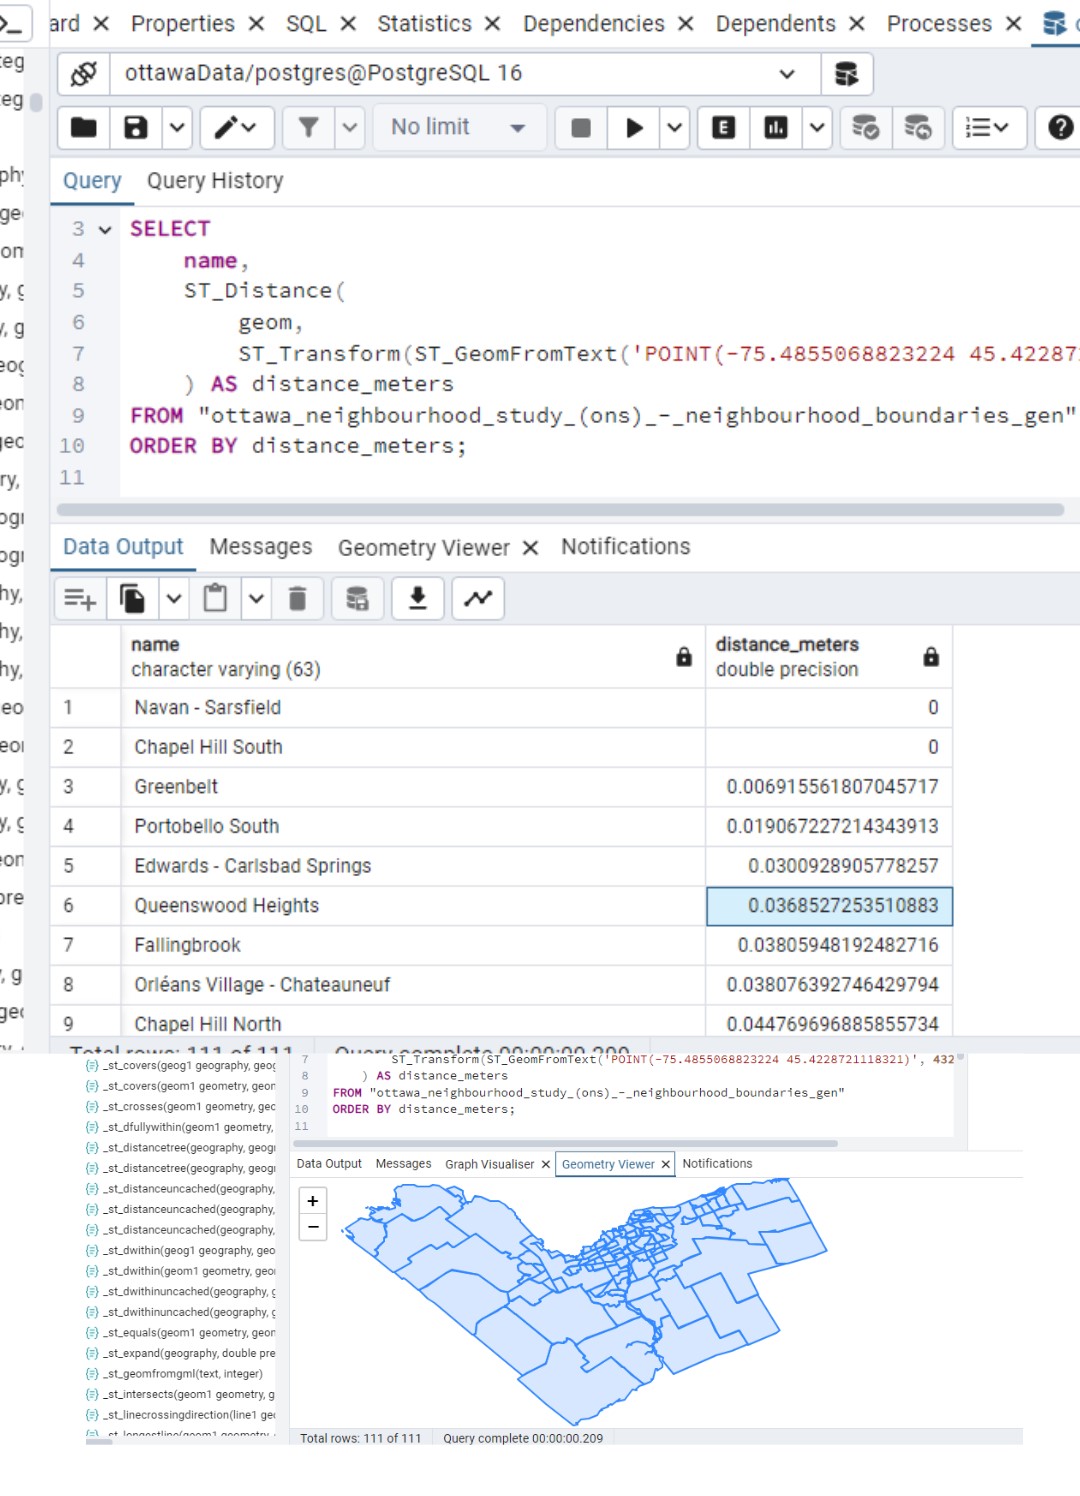 ard Properties SQL Statistics Dependencies Dependents Processes
ottawaData/postgres@PostgreSQL 16
No limit
Query Query History
3 SELECT
4 name,
5 ST_Distance(
6 geom,
7 ST_Transform(ST_GeomFromText('POINT(-75.4855068823224 45.42287
8 ) AS distance_meters
9 FROM "ottawa_neighbourhood_study_(ons)_-_neighbourhood_boundaries_gen"
10 ORDER BY distance_meters;
11
Data Output Messages Geometry Viewer Notifications
name distance_meters
character varying (63) double precision
1 Navan - Sarsfield 0
2 Chapel Hill South 0
3 Greenbelt 0.006915561807045717
4 Portobello South 0.019067227214343913
5 Edwards - Carlsbad Springs 0.0300928905778257
6 Queenswood Heights 0.0368527253510883
7 Fallingbrook 0.03805948192482716
8 Orléans Village - Chateauneuf 0.038076392746429794
9 Chapel Hill North 0.044769696885855734
Total rows: 111 of 111 Query complete 00:00:00.209
_st_covers(geog1 geography, geog
_st_covers(geom1 geometry, geon
_st_crosses(geom1 geometry, geo
_st_dfullywithin(geom1 geometry,
_st_distancetree(geography, geogr
_st_distancetree(geography, geogr
_st_distanceuncached(geography,
_st_distanceuncached(geography,
_st_distanceuncached(geography,
_st_dwithin(geog1 geography, geo
_st_dwithin(geom1 geometry, geo
_st_dwithinuncached(geography, g
_st_dwithinuncached(geography, g
_st_equals(geom1 geometry, geon
_st_expand(geography, double pre
_st_geomfromgml(text, integer)
_st_intersects(geom1 geometry, g
_st_linecrossingdirection(line1 geo
_st_longestline(geom1 geometry,
7 ST_Transform(ST_GeomFromText('POINT(-75.4855068823224 45.4228721118321)', 432
8 ) AS distance_meters
9 FROM "ottawa_neighbourhood_study_(ons)_-_neighbourhood_boundaries_gen"
10 ORDER BY distance_meters;
11
Data Output Messages Graph Visualiser Geometry Viewer Notifications
+
−
Total rows: 111 of 111 Query complete 00:00:00.209